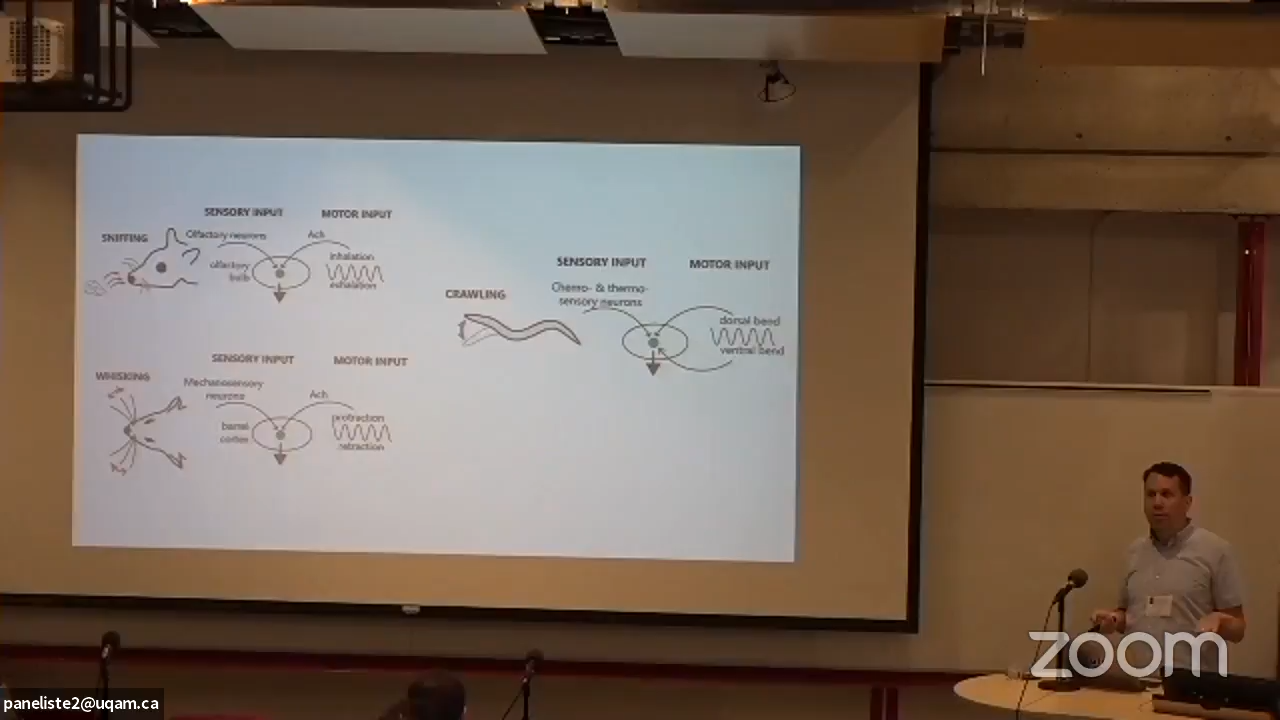 SENSORY INPUT
MOTOR INPUT
SNIFFING
Olfactory neurons
Ach
olfactory
bulb
inhalation
exhalation
WHISKING
SENSORY INPUT
MOTOR INPUT
Mechanosensory
neurons
Ach
barrel
cortex
protraction
retraction
SENSORY INPUT
MOTOR INPUT
CRAWLING
Chemo- & thermo-
sensory neurons
dorsal bend
ventral bend
zoom
paneliste2@uqam.ca